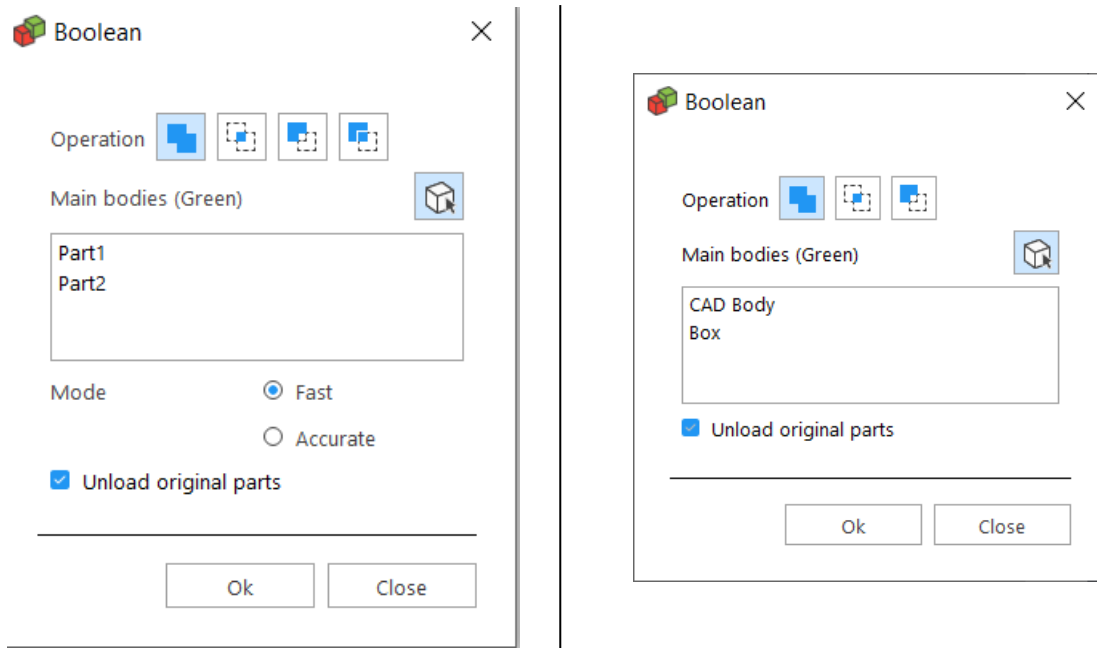 Boolean
Operation
Main bodies (Green)
Part1
Part2
Mode
Fast
Accurate
Unload original parts
Ok
Close
Boolean
Operation
Main bodies (Green)
CAD Body
Box
Unload original parts
Ok
Close